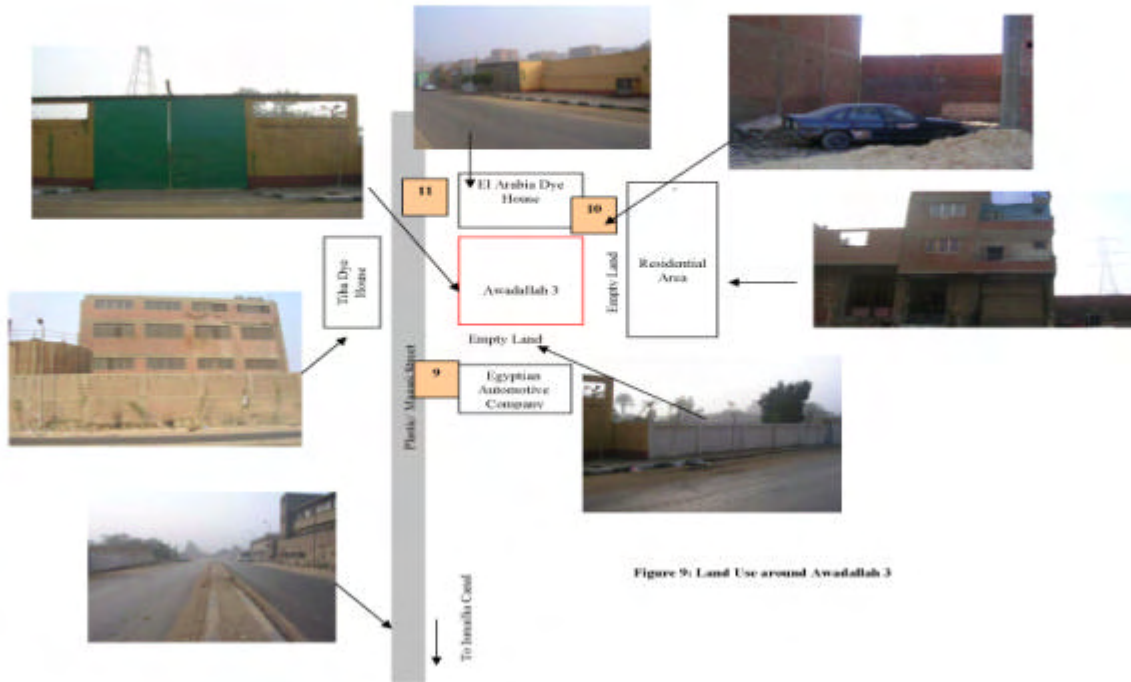 11
El Arabia Dye
House
10
Tiba Dye
House
Awadallah 3
Empty Land
Residential
Area
Empty Land
9
Egyptian
Automotive
Company
Street
To Ismailia Canal
Figure 9: Land Use around Awadallah 3